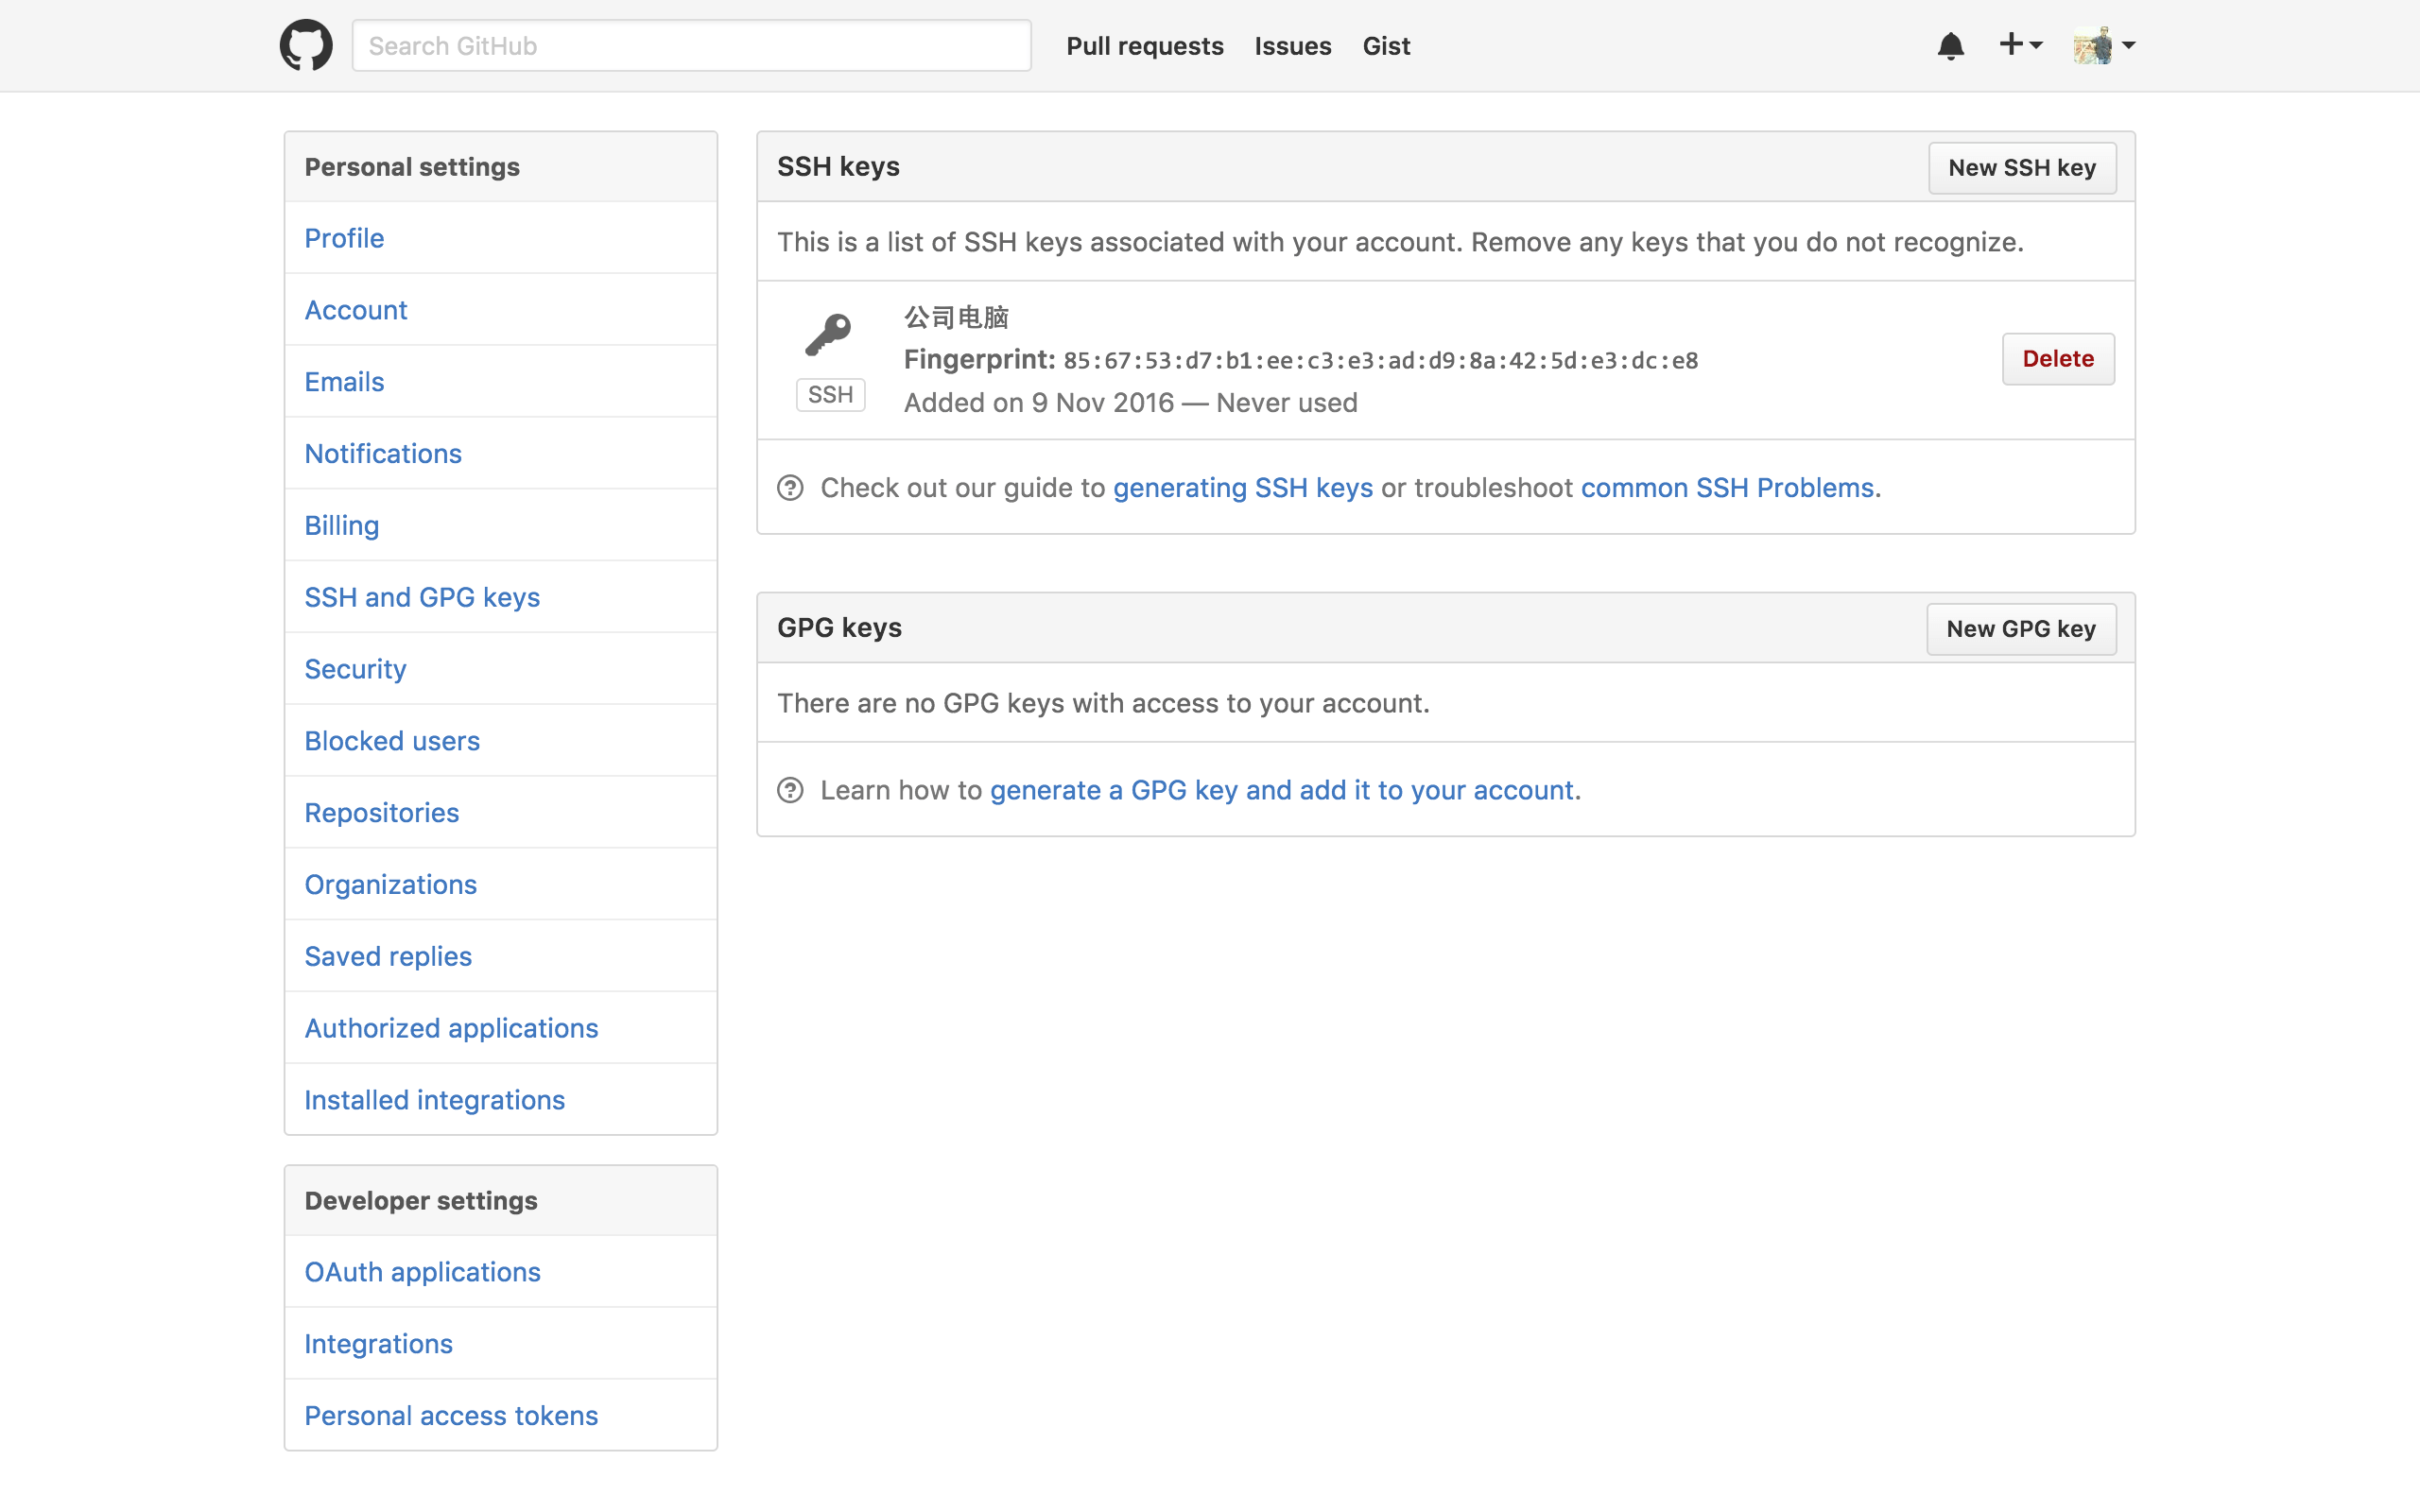 Search GitHub
Pull requests
Issues
Gist
Personal settings
Profile
Account
Emails
Notifications
Billing
SSH and GPG keys
Security
Blocked users
Repositories
Organizations
Saved replies
Authorized applications
Installed integrations
Developer settings
OAuth applications
Integrations
Personal access tokens
SSH keys
New SSH key
This is a list of SSH keys associated with your account. Remove any keys that you do not recognize.
公司电脑
Fingerprint: 85:67:53:d7:b1:ee:c3:e3:ad:d9:8a:42:5d:e3:dc:e8
SSH
Added on 9 Nov 2016 — Never used
Delete
Check out our guide to generating SSH keys or troubleshoot common SSH Problems.
GPG keys
New GPG key
There are no GPG keys with access to your account.
Learn how to generate a GPG key and add it to your account.